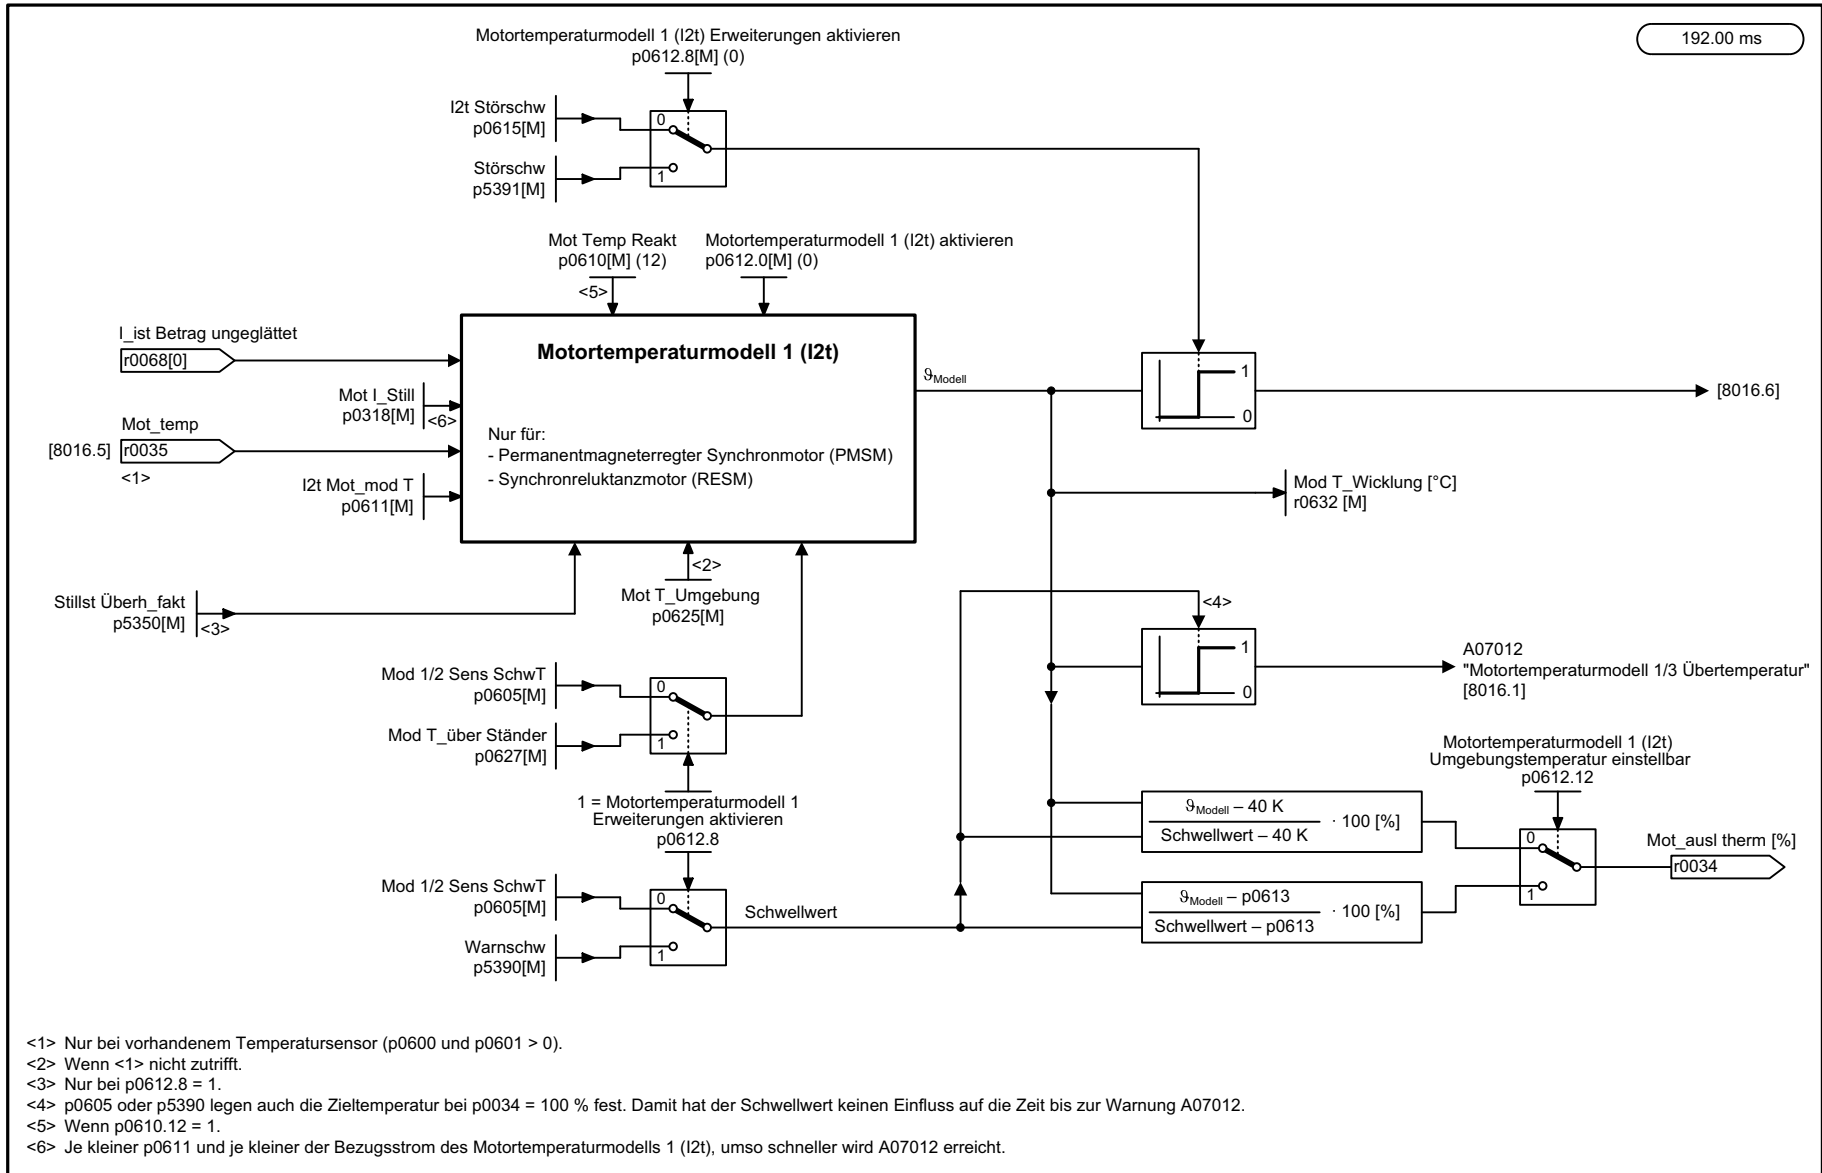 192.00 ms
Motortemperaturmodell 1 (I2t) Erweiterungen aktivieren
p0612.8[M] (0)
I2t Störschw
p0615[M]
0
Störschw
p5391[M]
1
Mot Temp Reakt
p0610[M] (12)
<5>
Motortemperaturmodell 1 (I2t) aktivieren
p0612.0[M] (0)
I_ist Betrag ungeglättet
r0068[0]
Mot I_Still
p0318[M]
<6>
Mot_temp
[8016.5]
r0035
<1>
I2t Mot_mod T
p0611[M]
Motortemperaturmodell 1 (I2t)
Nur für:
- Permanentmagneterregter Synchronmotor (PMSM)
- Synchronreluktanzmotor (RESM)
ϑModell
1
0
[8016.6]
Mod T_Wicklung [°C]
r0632 [M]
<2>
Mot T_Umgebung
p0625[M]
Stillst Überh_fakt
p5350[M]
<3>
<4>
1
0
A07012
"Motortemperaturmodell 1/3 Übertemperatur"
[8016.1]
Mod 1/2 Sens SchwT
p0605[M]
0
Mod T_über Ständer
p0627[M]
1
1 = Motortemperaturmodell 1
Erweiterungen aktivieren
p0612.8
Motortemperaturmodell 1 (I2t)
Umgebungstemperatur einstellbar
p0612.12
ϑModell – 40 K
Schwellwert – 40 K
· 100 [%]
0
1
Mot_ausl therm [%]
r0034
Mod 1/2 Sens SchwT
p0605[M]
0
Warnschw
p5390[M]
1
Schwellwert
ϑModell – p0613
Schwellwert – p0613
· 100 [%]
<1> Nur bei vorhandenem Temperatursensor (p0600 und p0601 > 0).
<2> Wenn <1> nicht zutrifft.
<3> Nur bei p0612.8 = 1.
<4> p0605 oder p5390 legen auch die Zieltemperatur bei p0034 = 100 % fest. Damit hat der Schwellwert keinen Einfluss auf die Zeit bis zur Warnung A07012.
<5> Wenn p0610.12 = 1.
<6> Je kleiner p0611 und je kleiner der Bezugsstrom des Motortemperaturmodells 1 (I2t), umso schneller wird A07012 erreicht.